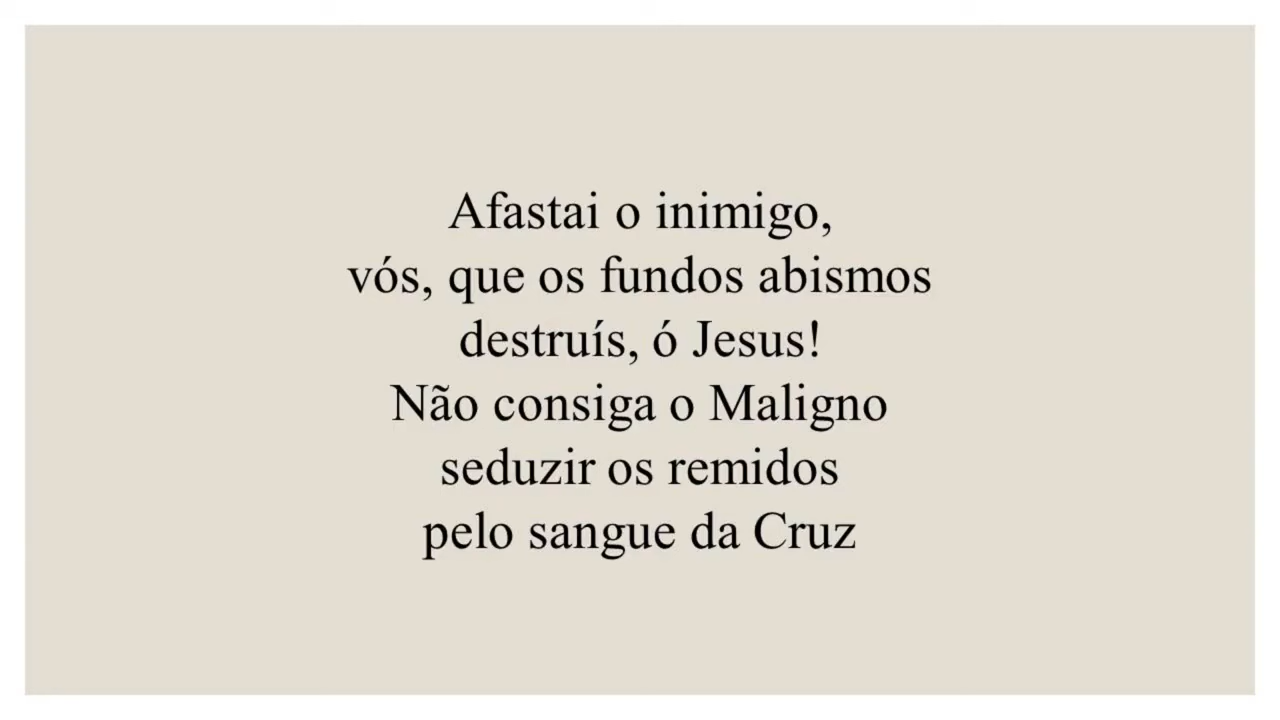 Afastai o inimigo,
vós, que os fundos abismos
destruís, ó Jesus!
Não consiga o Maligno
seduzir os remidos
pelo sangue da Cruz